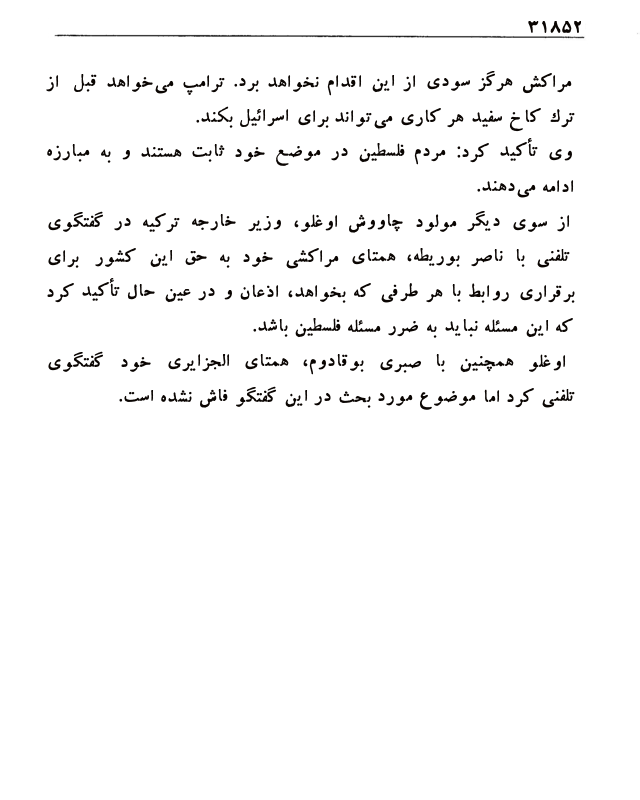 ۳۱۸۵۲
مراکش هرگز سودی از این اقدام نخواهد برد. ترامپ می‌خواهد قبل از
ترك کاخ سفید هر کاری می‌تواند برای اسرائیل بکند.
وی تأکید کرد: مردم فلسطین در موضع خود ثابت هستند و به مبارزه
ادامه می‌دهند.
از سوی دیگر مولود چاووش اوغلو، وزیر خارجه ترکیه در گفتگوی
تلفنی با ناصر بوریطه، همتای مراکشی خود به حق این کشور برای
برقراری روابط با هر طرفی که بخواهد، اذعان و در عین حال تأکید کرد
که این مسئله نباید به ضرر مسئله فلسطین باشد.
اوغلو همچنین با صبری بوقادوم، همتای الجزایری خود گفتگوی
تلفنی کرد اما موضوع مورد بحث در این گفتگو فاش نشده است.